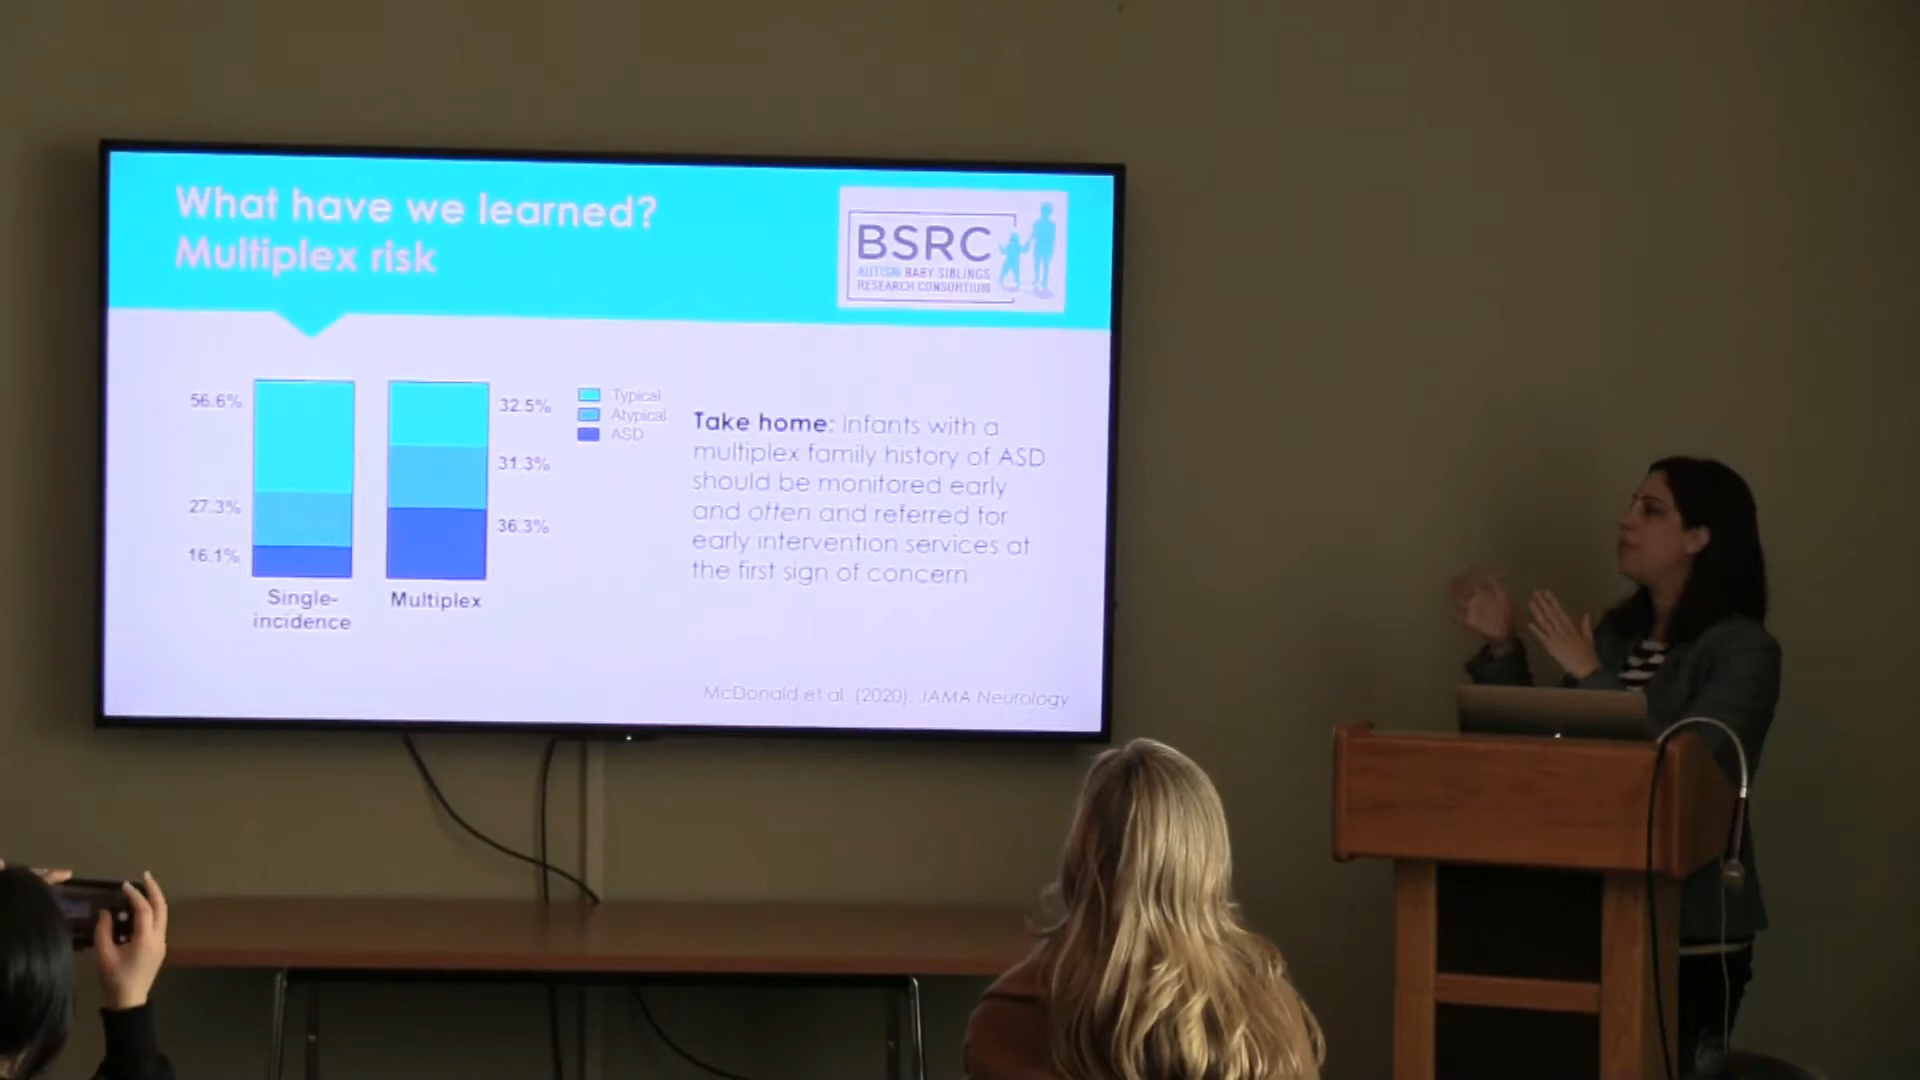 What have we learned?
Multiplex risk
BSRC
AUTISM BABY SIBLINGS
RESEARCH CONSORTIUM
56.6%
27.3%
16.1%
Single-
incidence
32.5%
31.3%
36.3%
Multiplex
Typical
Atypical
ASD
Take home: Infants with a
multiplex family history of ASD
should be monitored early
and often and referred for
early intervention services at
the first sign of concern
McDonald et al. (2020). JAMA Neurology